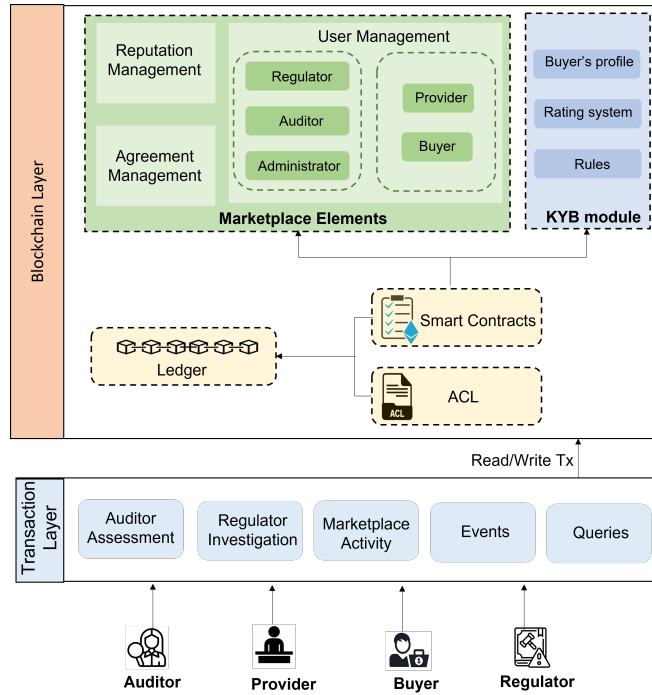 Blockchain Layer
Reputation
Management
Agreement
Management
User Management
Regulator
Auditor
Administrator
Provider
Buyer
Marketplace Elements
Buyer's profile
Rating system
Rules
KYB module
Smart Contracts
Ledger
ACL
ACL
Read/Write Tx
Transaction
Layer
Auditor
Assessment
Regulator
Investigation
Marketplace
Activity
Events
Queries
Auditor
Provider
Buyer
Regulator